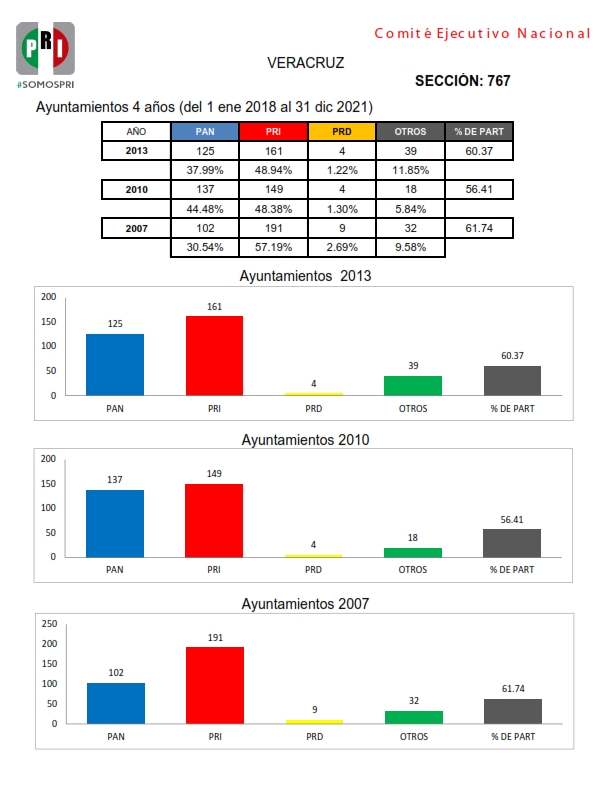 PRI
#SOMOSPRI
Comité Ejecutivo Nacional
VERACRUZ
SECCIÓN: 767
Ayuntamientos 4 años (del 1 ene 2018 al 31 dic 2021)
AÑO PAN PRI PRD OTROS % DE PART
2013 125 161 4 39 60.37
37.99% 48.94% 1.22% 11.85%
2010 137 149 4 18 56.41
44.48% 48.38% 1.30% 5.84%
2007 102 191 9 32 61.74
30.54% 57.19% 2.69% 9.58%
Ayuntamientos 2013
200
150
100
50
0
125 161 4 39 60.37
PAN PRI PRD OTROS % DE PART
Ayuntamientos 2010
200
150
100
50
0
137 149 4 18 56.41
PAN PRI PRD OTROS % DE PART
Ayuntamientos 2007
250
200
150
100
50
0
102 191 9 32 61.74
PAN PRI PRD OTROS % DE PART